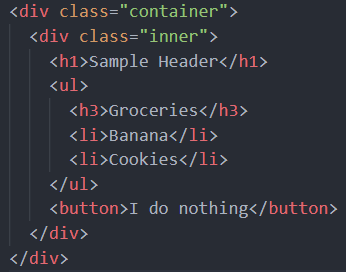 <div class="container">
  <div class="inner">
    <h1>Sample Header</h1>
    <ul>
      <h3>Groceries</h3>
      <li>Banana</li>
      <li>Cookies</li>
    </ul>
    <button>I do nothing</button>
  </div>
</div>